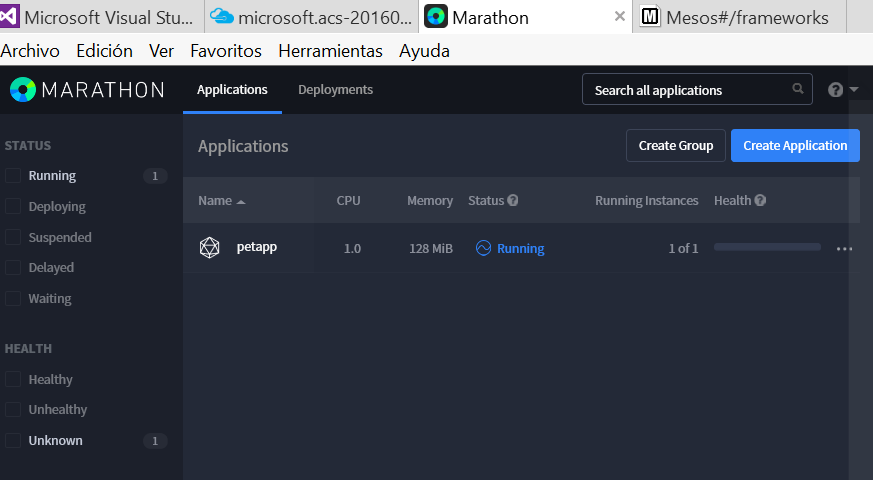 Microsoft Visual Stu...
microsoft.acs-20160...
Marathon
×
Mesos#/frameworks
Archivo Edición Ver Favoritos Herramientas Ayuda
MARATHON
Applications
Deployments
Search all applications
?
STATUS
Running 1
Deploying
Suspended
Delayed
Waiting
HEALTH
Healthy
Unhealthy
Unknown 1
Applications
Create Group
Create Application
Name CPU Memory Status ? Running Instances Health ?
petapp 1.0 128 MiB Running 1 of 1 ...